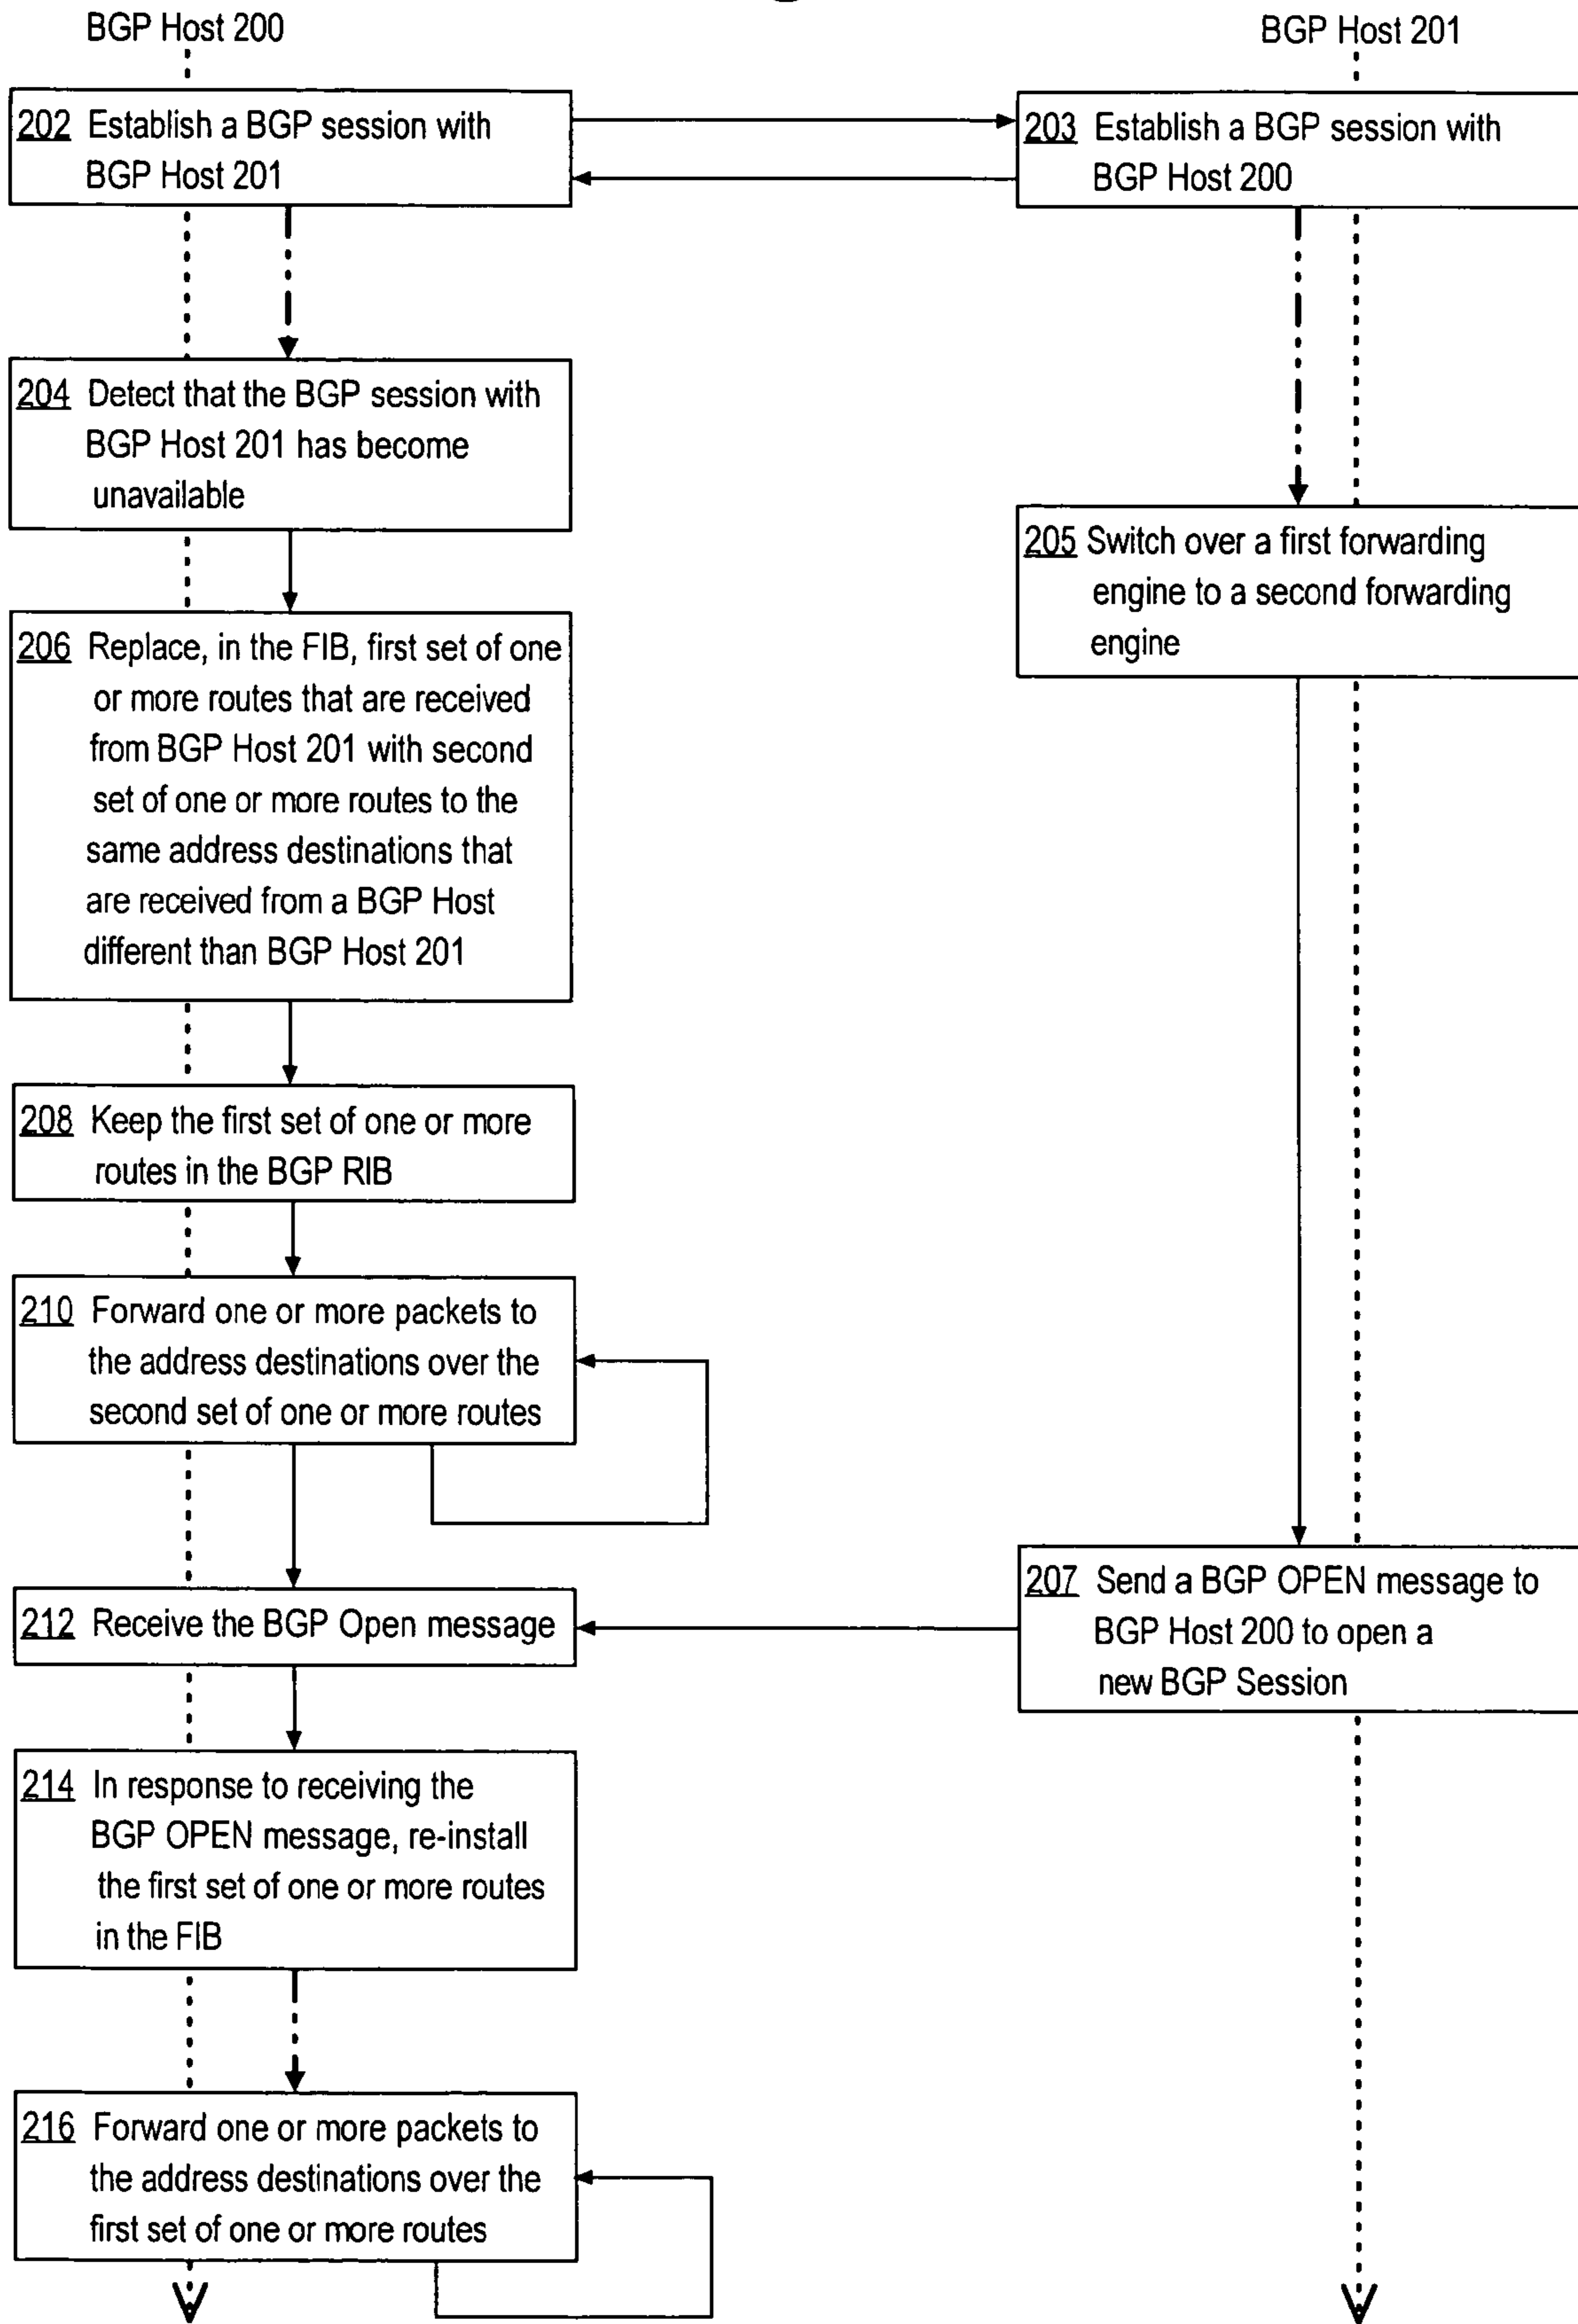 BGP Host 200
BGP Host 201
202 Establish a BGP session with
BGP Host 201
203 Establish a BGP session with
BGP Host 200
204 Detect that the BGP session with
BGP Host 201 has become
unavailable
205 Switch over a first forwarding
engine to a second forwarding
engine
206 Replace, in the FIB, first set of one
or more routes that are received
from BGP Host 201 with second
set of one or more routes to the
same address destinations that
are received from a BGP Host
different than BGP Host 201
208 Keep the first set of one or more
routes in the BGP RIB
210 Forward one or more packets to
the address destinations over the
second set of one or more routes
207 Send a BGP OPEN message to
BGP Host 200 to open a
new BGP Session
212 Receive the BGP Open message
214 In response to receiving the
BGP OPEN message, re-install
the first set of one or more routes
in the FIB
216 Forward one or more packets to
the address destinations over the
first set of one or more routes